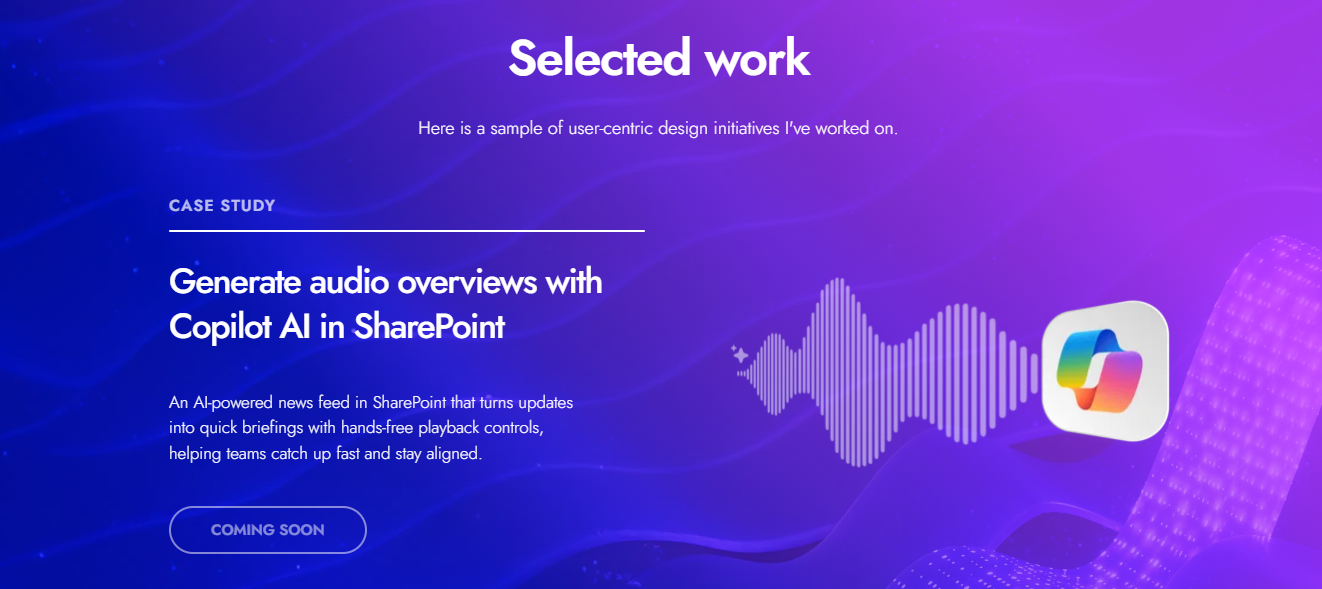 Selected work
Here is a sample of user-centric design initiatives I've worked on.
CASE STUDY
Generate audio overviews with
Copilot AI in SharePoint
An AI-powered news feed in SharePoint that turns updates
into quick briefings with hands-free playback controls,
helping teams catch up fast and stay aligned.
COMING SOON